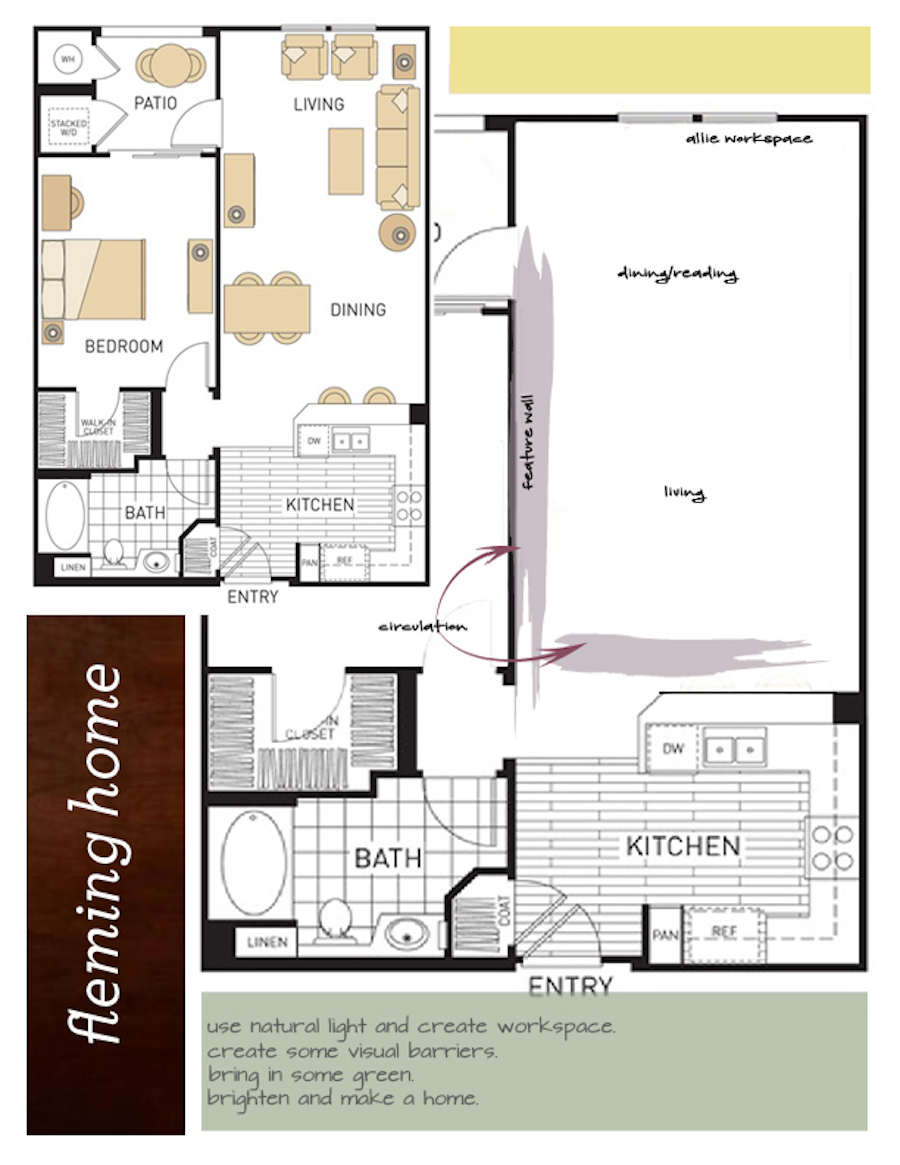 WH
PATIO
STACKED
W/D
LIVING
DINING
BEDROOM
WALK-IN
CLOSET
DW
BATH
KITCHEN
COAT
LINEN
PAN
REF
ENTRY
allie workspace
dining/reading
feature wall
living
circulation
IN
CLOSET
DW
KITCHEN
BATH
COAT
LINEN
PAN
REF
ENTRY
fleming home
use natural light and create workspace.
create some visual barriers.
bring in some green.
brighten and make a home.